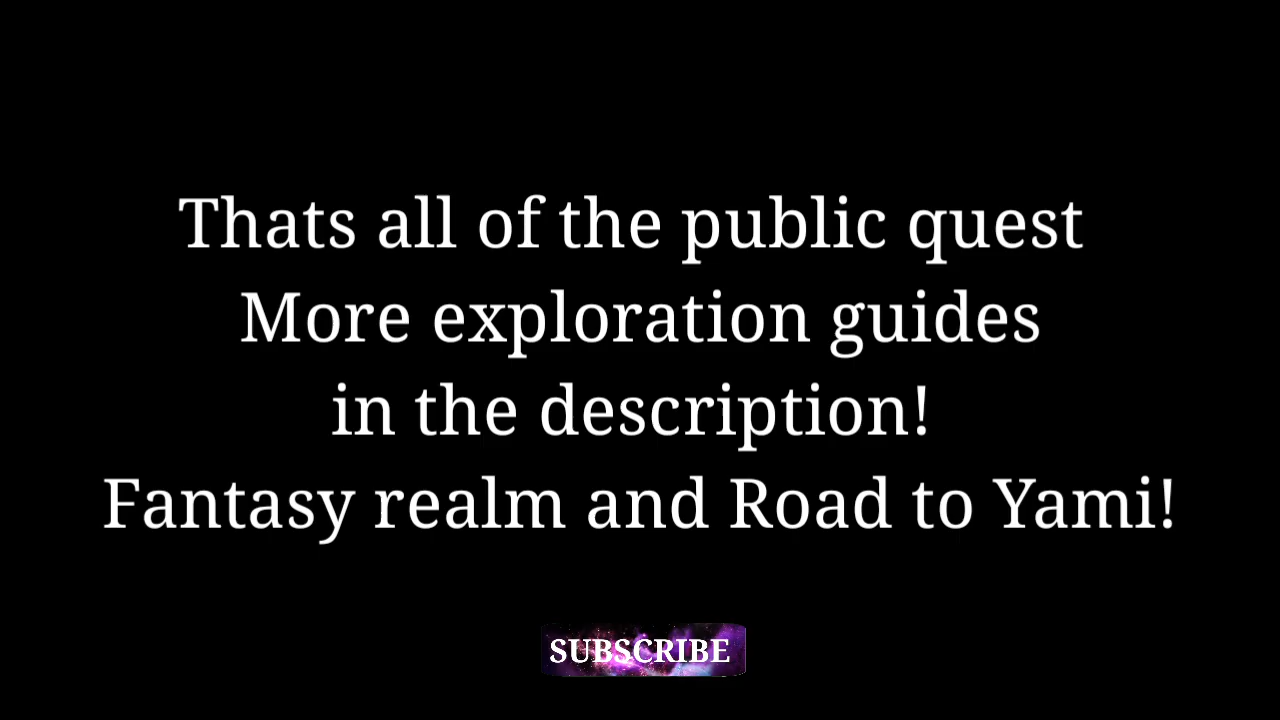 Thats all of the public quest
More exploration guides
in the description!
Fantasy realm and Road to Yami!
SUBSCRIBE